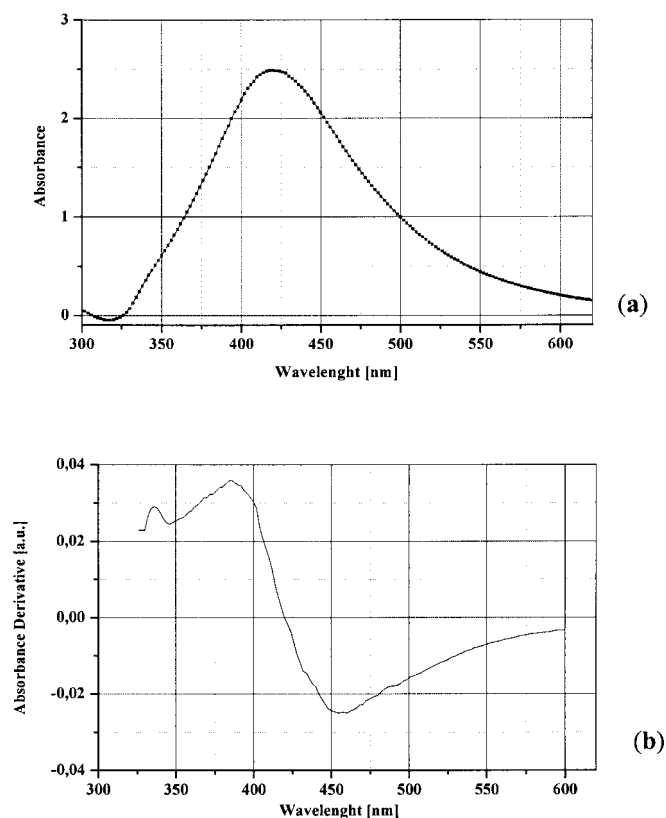 3
2
1
0
Absorbance
300 350 400 450 500 550 600
Wavelenght [nm]
(a)
0,04
0,02
0,00
-0,02
-0,04
Absorbance Derivative [a.u.]
300 350 400 450 500 550 600
Wavelenght [nm]
(b)